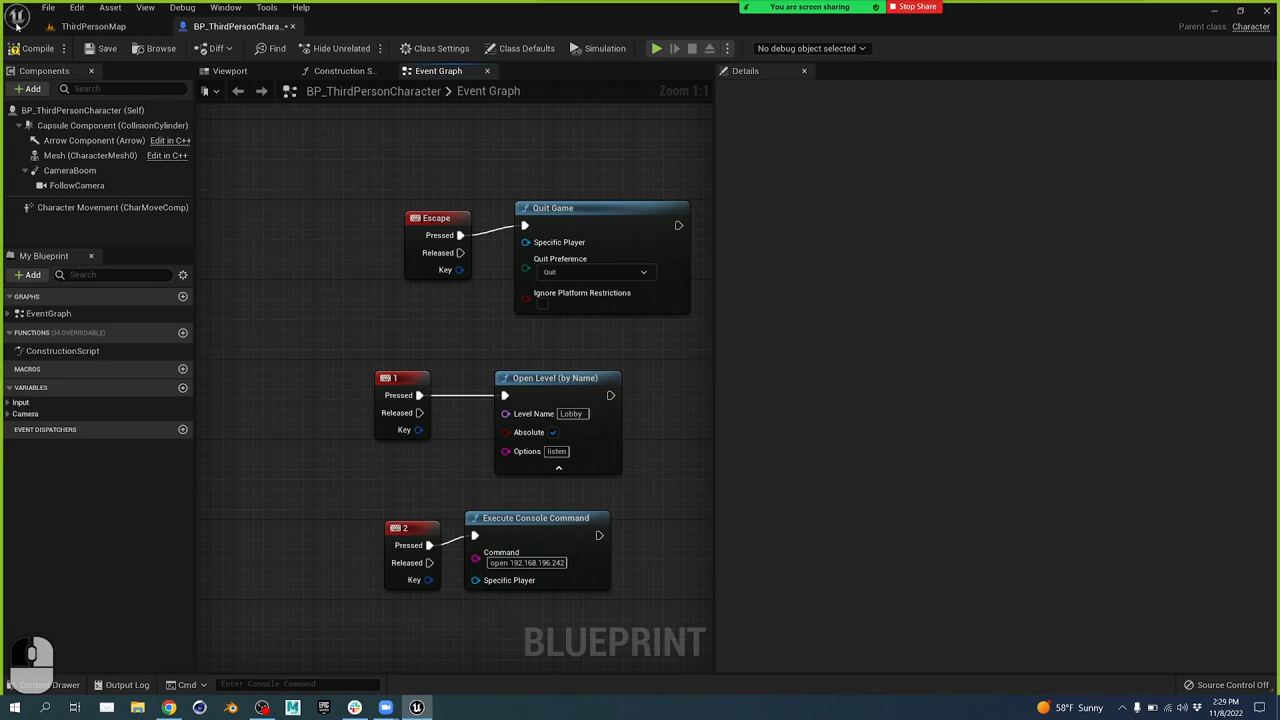 File Edit Asset View Debug Window Tools Help
You are screen sharing Stop Share
ThirdPersonMap BP_ThirdPersonChara...• Parent class: Character
Compile Save Browse Diff Find Hide Unrelated Class Settings Class Defaults Simulation No debug object selected
Components Viewport Construction S... Event Graph Details
Add Search BP_ThirdPersonCharacter > Event Graph Zoom 1:1
BP_ThirdPersonCharacter (Self)
Capsule Component (CollisionCylinder)
Arrow Component (Arrow) Edit in C++
Mesh (CharacterMesh0) Edit in C++
CameraBoom
FollowCamera
Character Movement (CharMoveComp)
My Blueprint
Add Search
GRAPHS
EventGraph
FUNCTIONS (34 OVERRIDABLE)
ConstructionScript
MACROS
VARIABLES
Input
Camera
EVENT DISPATCHERS
Escape
Pressed
Released
Key
Quit Game
Specific Player
Quit Preference
Quit
Ignore Platform Restrictions
1
Pressed
Released
Key
Open Level (by Name)
Level Name Lobby
Absolute
Options listen
2
Pressed
Released
Key
Execute Console Command
Command
open 192.168.196.242
Specific Player
BLUEPRINT
Content Drawer Output Log Cmd Enter Console Command Source Control Off
58°F Sunny 2:29 PM
11/8/2022